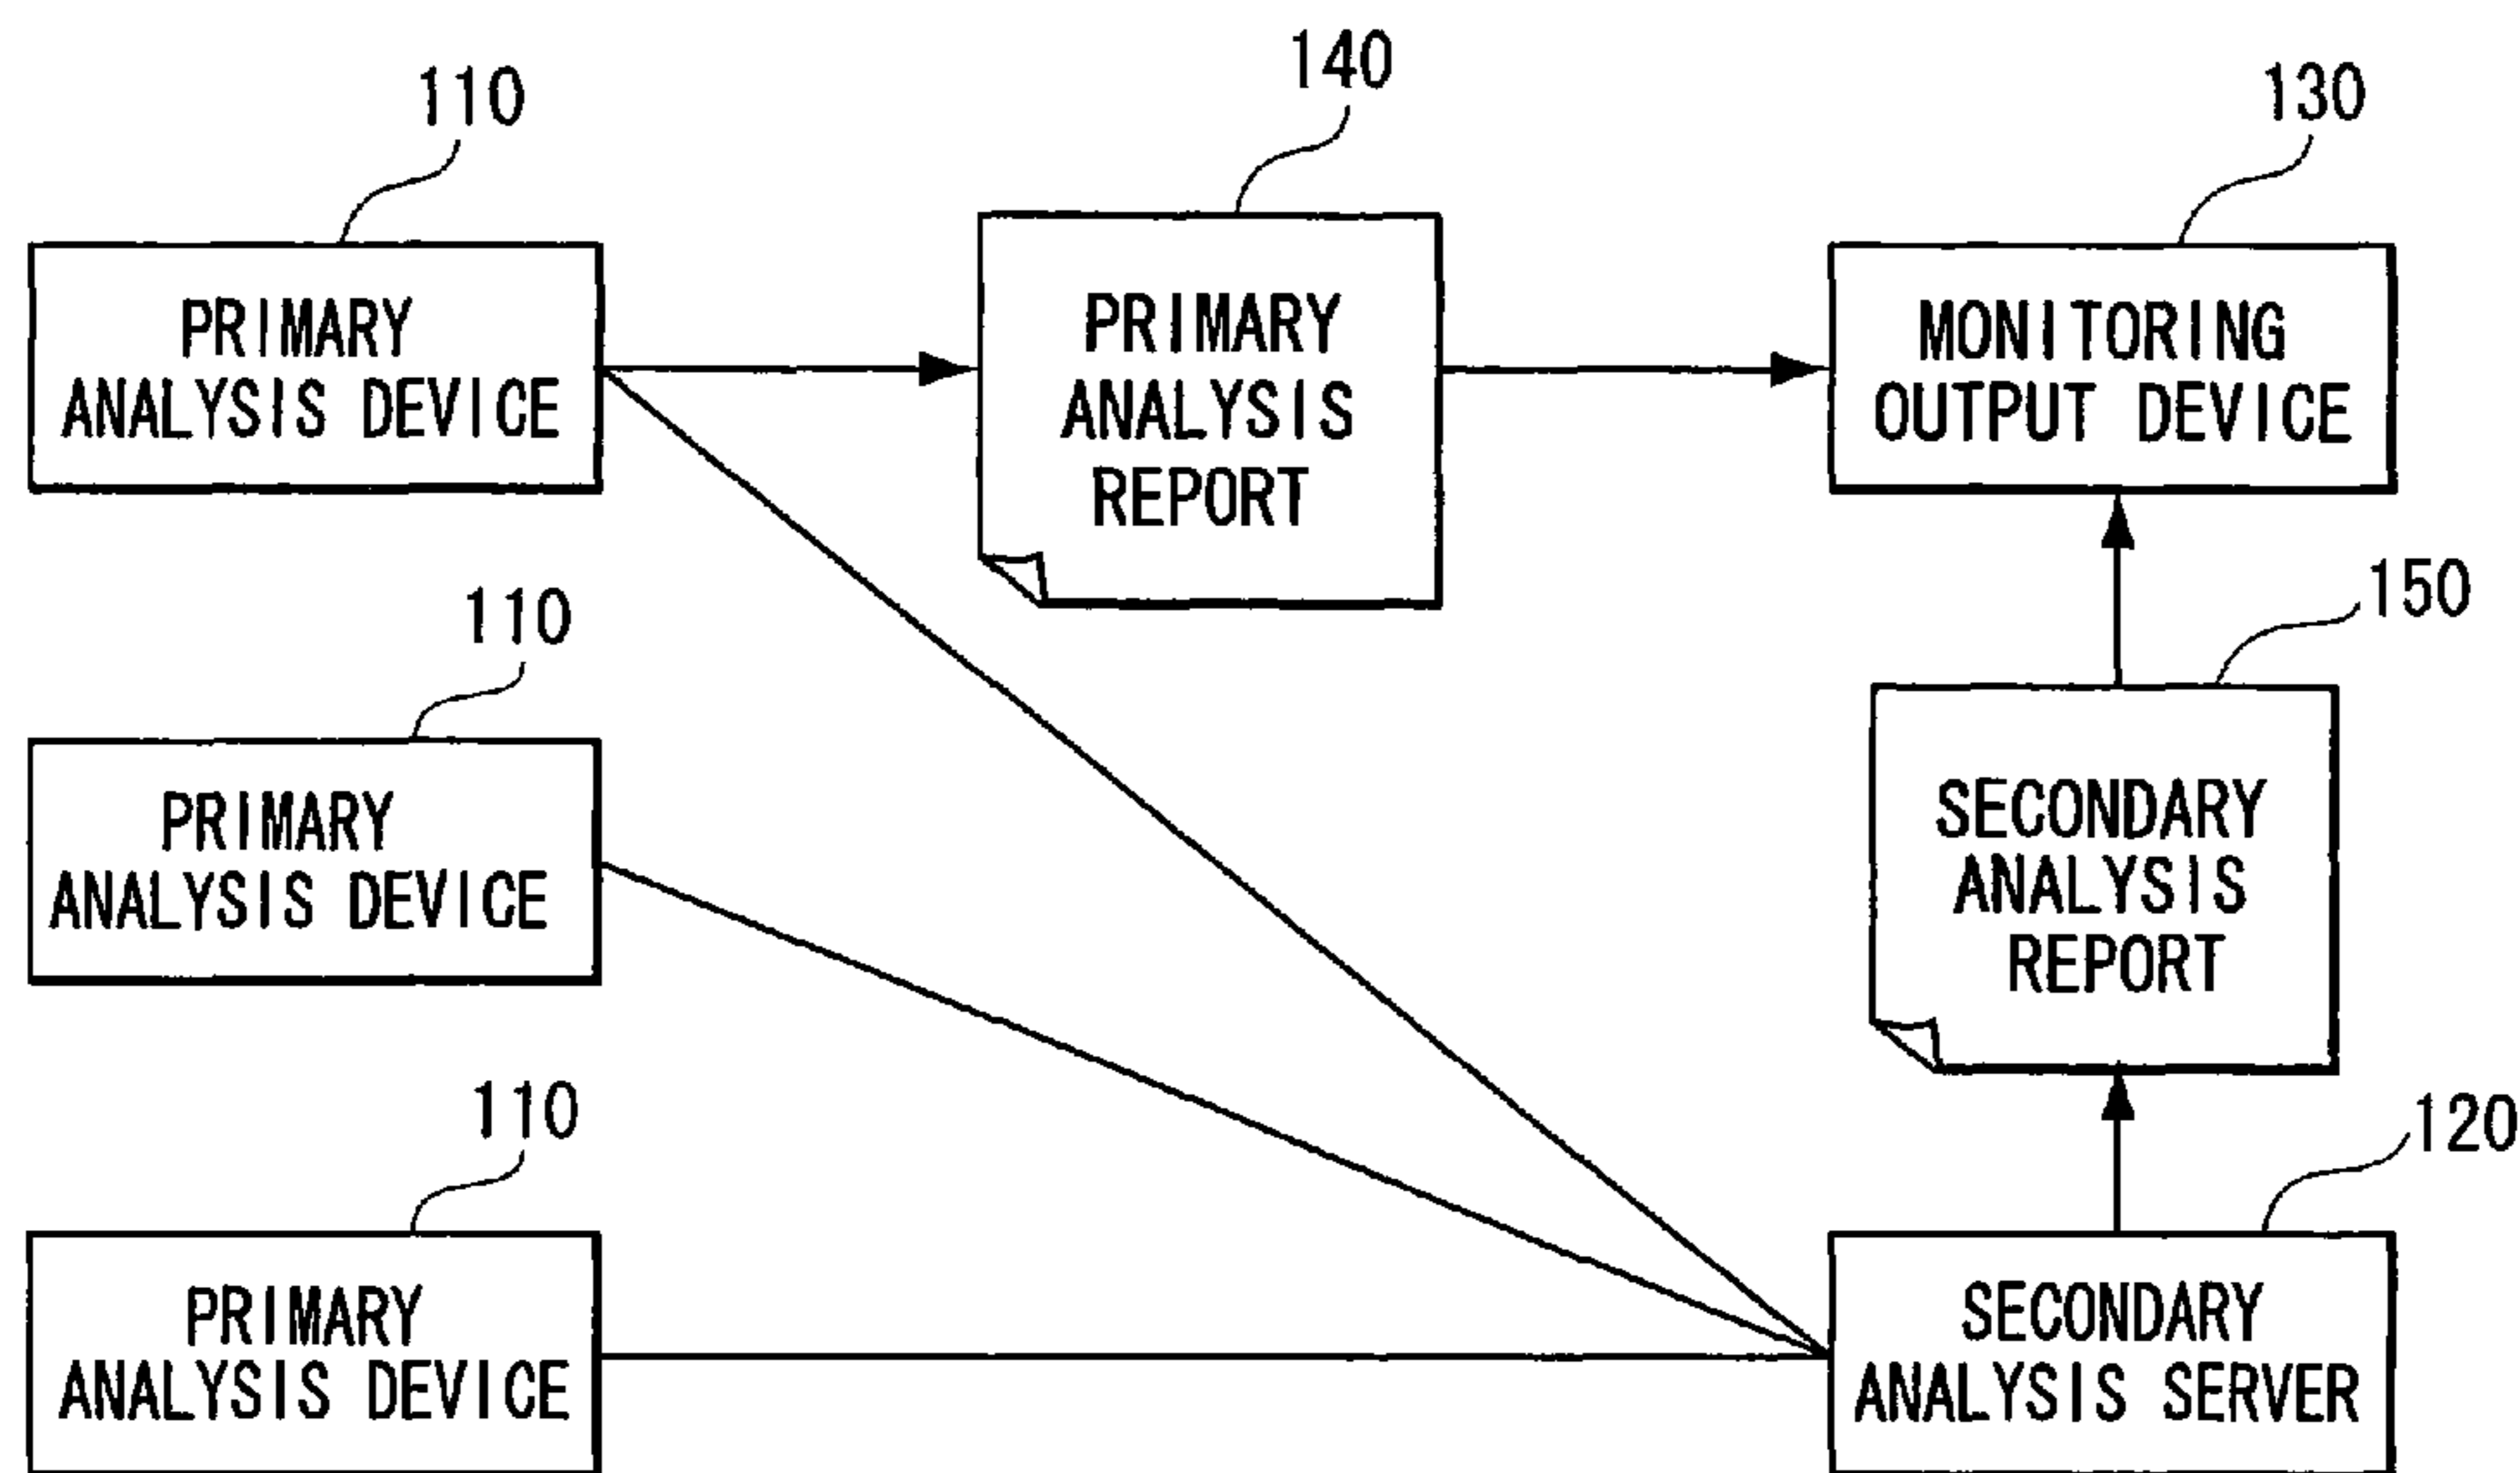 110
140
130
PRIMARY
ANALYSIS DEVICE
PRIMARY
ANALYSIS
REPORT
MONITORING
OUTPUT DEVICE
110
150
PRIMARY
ANALYSIS DEVICE
SECONDARY
ANALYSIS
REPORT
110
120
PRIMARY
ANALYSIS DEVICE
SECONDARY
ANALYSIS SERVER